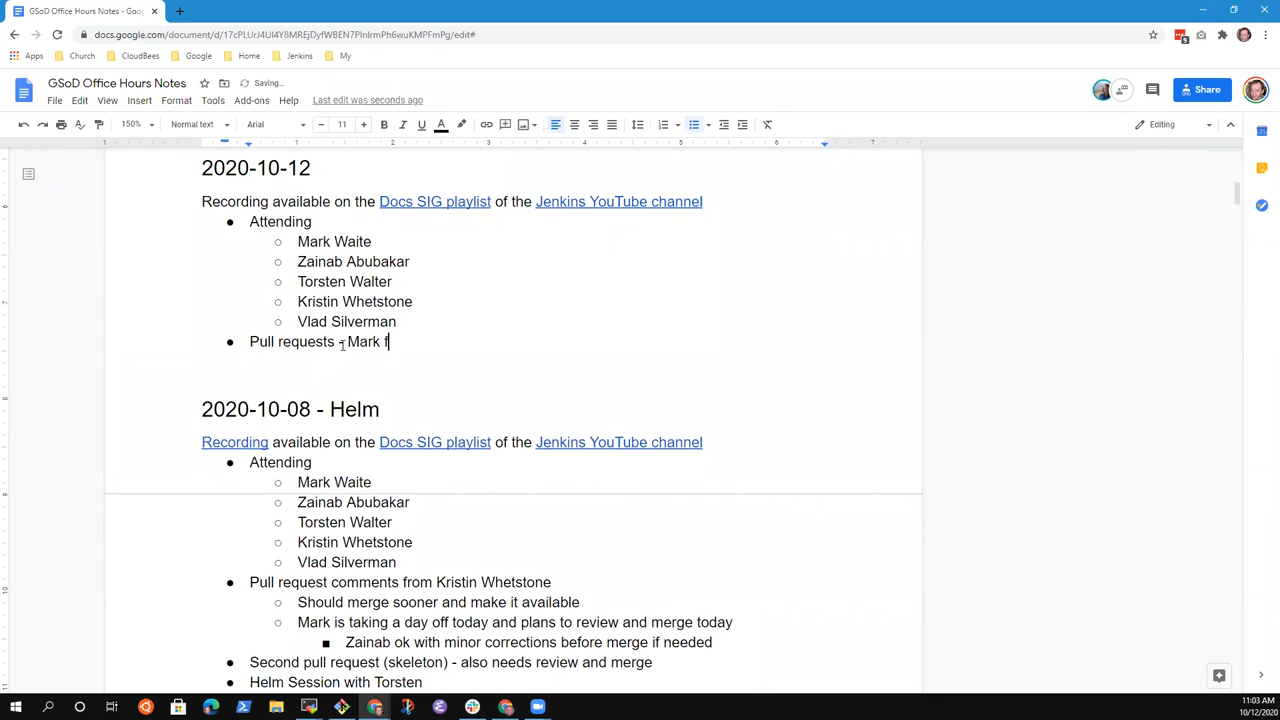 GSoD Office Hours Notes - Goo
docs.google.com/document/d/17cPLUrJ4Ul4Y8MREjDyfWBEN7PlnlrmPh6wuKMPFmPg/edit#
Apps Church CloudBees Google Home Jenkins My
GSoD Office Hours Notes Saving...
File Edit View Insert Format Tools Add-ons Help Last edit was seconds ago
Share
150% Normal text Arial 11 Editing
1 1 2 3 4 5 6 7
2020-10-12
Recording available on the Docs SIG playlist of the Jenkins YouTube channel
● Attending
○ Mark Waite
○ Zainab Abubakar
○ Torsten Walter
○ Kristin Whetstone
○ Vlad Silverman
● Pull requests - Mark f
2020-10-08 - Helm
Recording available on the Docs SIG playlist of the Jenkins YouTube channel
● Attending
○ Mark Waite
○ Zainab Abubakar
○ Torsten Walter
○ Kristin Whetstone
○ Vlad Silverman
● Pull request comments from Kristin Whetstone
○ Should merge sooner and make it available
○ Mark is taking a day off today and plans to review and merge today
■ Zainab ok with minor corrections before merge if needed
● Second pull request (skeleton) - also needs review and merge
● Helm Session with Torsten
11:03 AM
10/12/2020